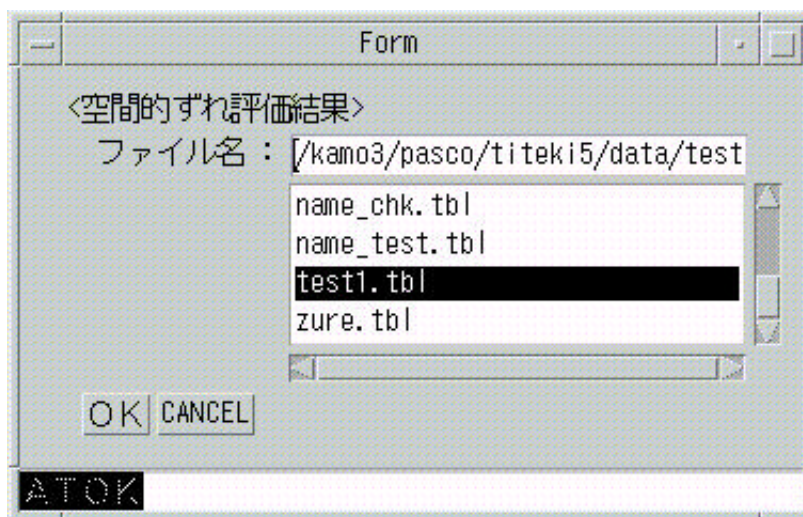 Form
<空間的ずれ評価結果>
ファイル名： /kamo3/pasco/titeki5/data/test
name_chk.tbl
name_test.tbl
test1.tbl
zure.tbl
ＯＫ CANCEL
ATOK